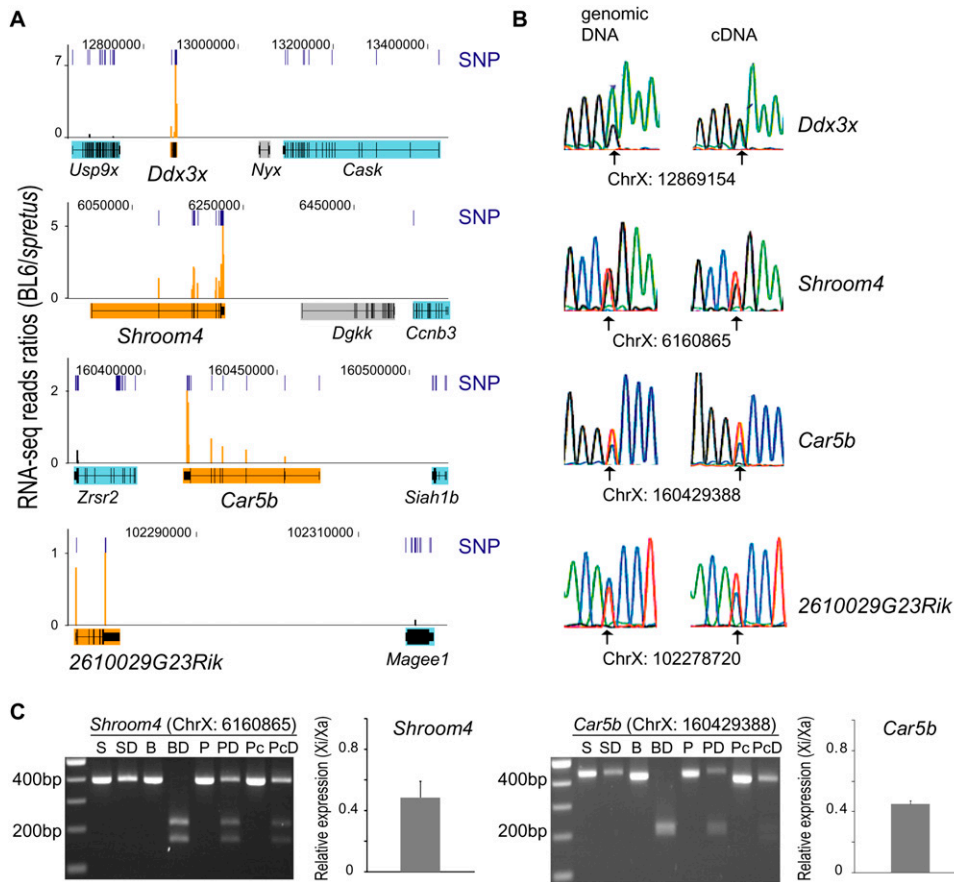 A
RNA-seq reads ratios (BL6/spretus)
12800000 13000000 13200000 13400000
7
SNP
0
Usp9x Ddx3x Nyx Cask
6050000 6250000 6450000
5
SNP
0
Shroom4 Dgkk Ccnb3
160400000 160450000 160500000
2
SNP
0
Zrsr2 Car5b Siah1b
102290000 102310000
1
SNP
0
2610029G23Rik Magee1
B
genomic
DNA cDNA
Ddx3x
ChrX: 12869154
Shroom4
ChrX: 6160865
Car5b
ChrX: 160429388
2610029G23Rik
ChrX: 102278720
C
Shroom4 (ChrX: 6160865)
S SD B BD P PD Pc PcD
400bp
200bp
Relative expression (Xi/Xa)
Shroom4
0.8
0.4
0
Car5b (ChrX: 160429388)
S SD B BD P PD Pc PcD
400bp
200bp
Relative expression (Xi/Xa)
Car5b
0.8
0.4
0